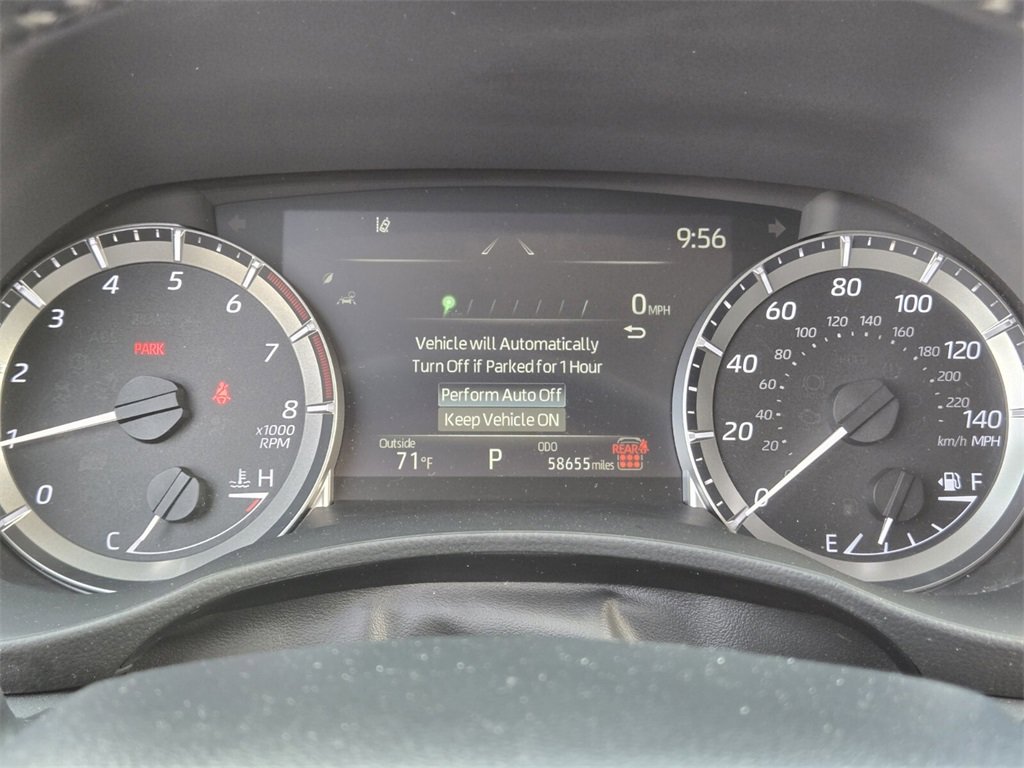 9:56
0 MPH
Vehicle will Automatically
Turn Off if Parked for 1 Hour
Perform Auto Off
Keep Vehicle ON
Outside
71°F
P
ODO
58655 miles
REAR
0
1
2
3
4
5
6
7
8
x1000
RPM
PARK
C
H
0
20
40
60
80
100
120
140
20
40
60
80
100
120
140
160
180
200
220
km/h MPH
E
F